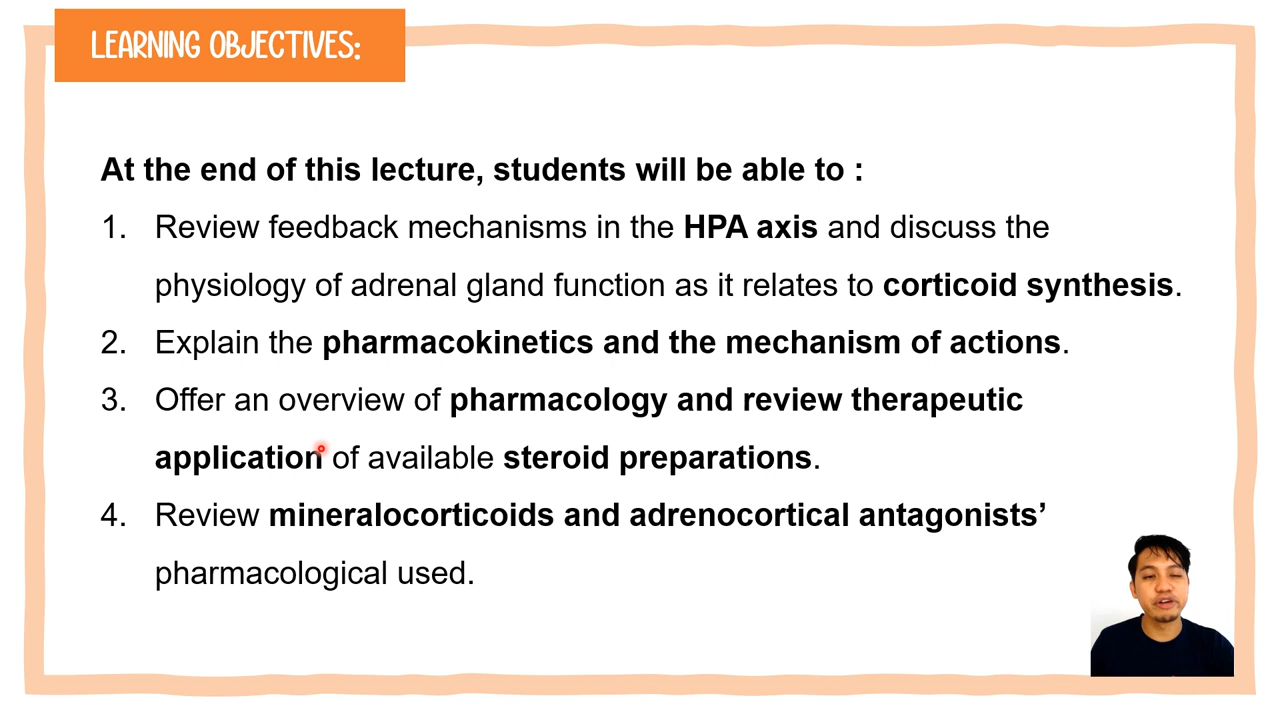 LEARNING OBJECTIVES:
At the end of this lecture, students will be able to :
1. Review feedback mechanisms in the HPA axis and discuss the
physiology of adrenal gland function as it relates to corticoid synthesis.
2. Explain the pharmacokinetics and the mechanism of actions.
3. Offer an overview of pharmacology and review therapeutic
application of available steroid preparations.
4. Review mineralocorticoids and adrenocortical antagonists’
pharmacological used.